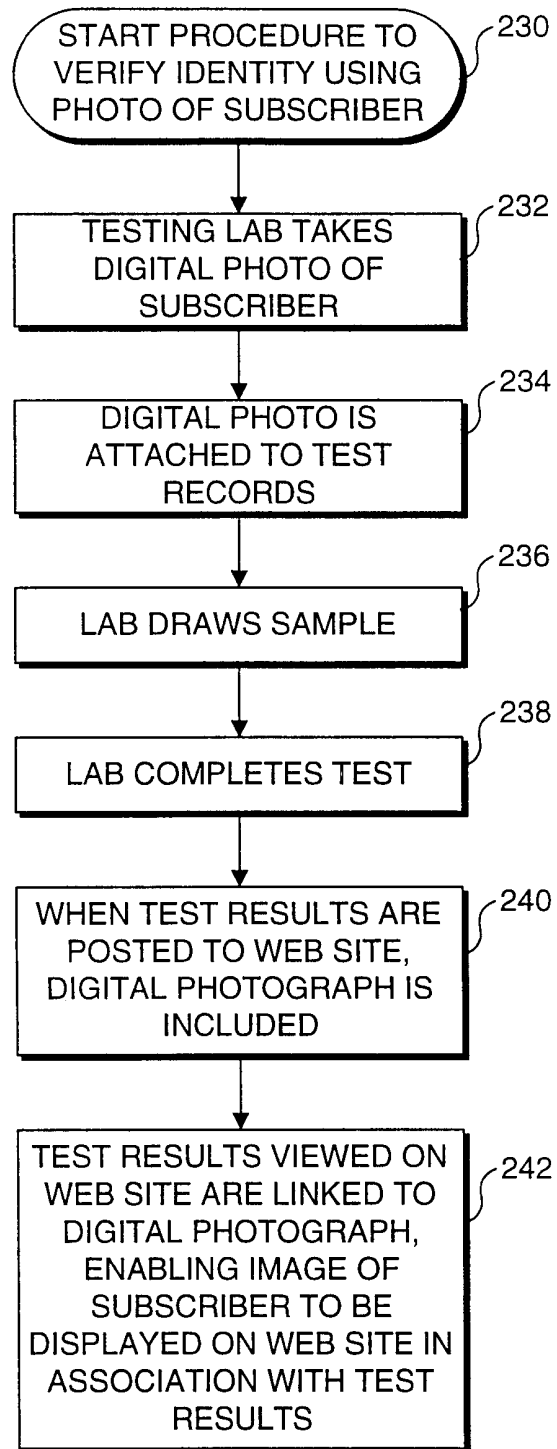 START PROCEDURE TO
VERIFY IDENTITY USING
PHOTO OF SUBSCRIBER
230
TESTING LAB TAKES
DIGITAL PHOTO OF
SUBSCRIBER
232
DIGITAL PHOTO IS
ATTACHED TO TEST
RECORDS
234
LAB DRAWS SAMPLE
236
LAB COMPLETES TEST
238
WHEN TEST RESULTS ARE
POSTED TO WEB SITE,
DIGITAL PHOTOGRAPH IS
INCLUDED
240
TEST RESULTS VIEWED ON
WEB SITE ARE LINKED TO
DIGITAL PHOTOGRAPH,
ENABLING IMAGE OF
SUBSCRIBER TO BE
DISPLAYED ON WEB SITE IN
ASSOCIATION WITH TEST
RESULTS
242